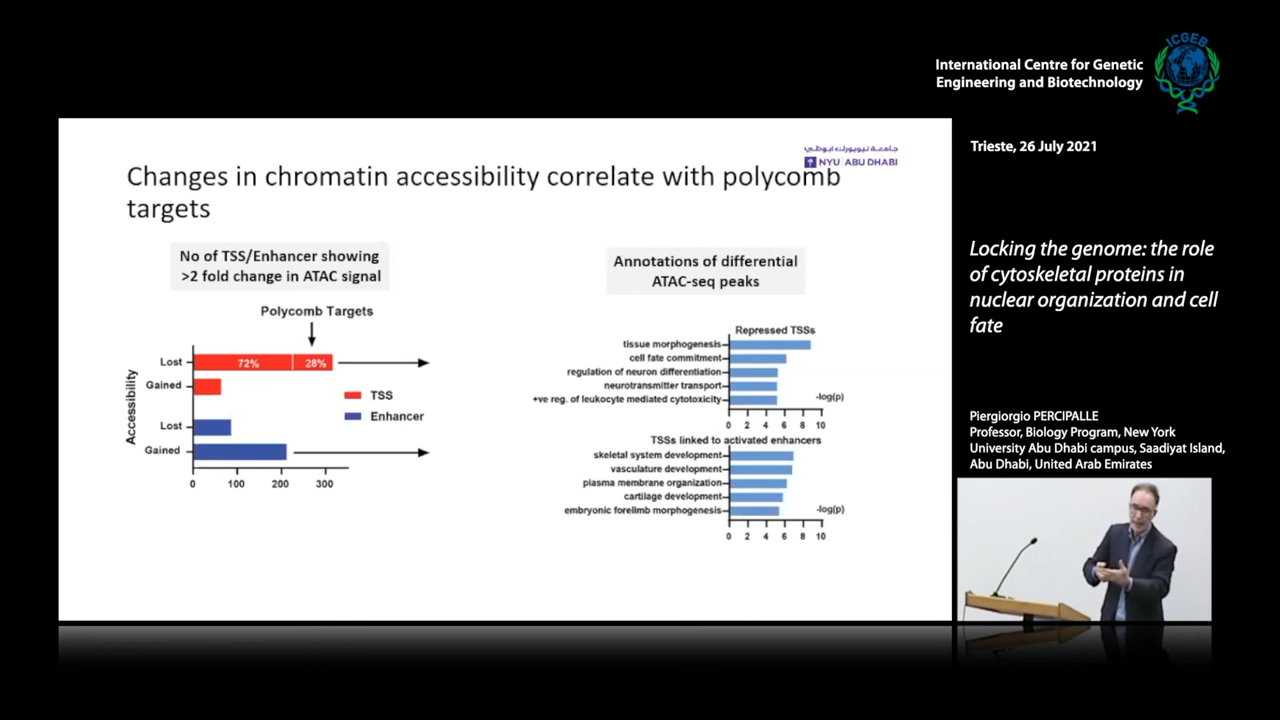 ICGEB
International Centre for Genetic
Engineering and Biotechnology
Trieste, 26 July 2021
Locking the genome: the role
of cytoskeletal proteins in
nuclear organization and cell
fate
Piergiorgio PERCIPALLE
Professor, Biology Program, New York
University Abu Dhabi campus, Saadiyat Island,
Abu Dhabi, United Arab Emirates
جامعة نيويورك أبوظبي
NYU ABU DHABI
Changes in chromatin accessibility correlate with polycomb
targets
No of TSS/Enhancer showing
>2 fold change in ATAC signal
Polycomb Targets
Accessibility
Lost
72% 28%
Gained
Lost
Gained
TSS
Enhancer
0 100 200 300
Annotations of differential
ATAC-seq peaks
Repressed TSSs
tissue morphogenesis
cell fate commitment
regulation of neuron differentiation
neurotransmitter transport
+ve reg. of leukocyte mediated cytotoxicity
-log(p)
0 2 4 6 8 10
TSSs linked to activated enhancers
skeletal system development
vasculature development
plasma membrane organization
cartilage development
embryonic forelimb morphogenesis
-log(p)
0 2 4 6 8 10